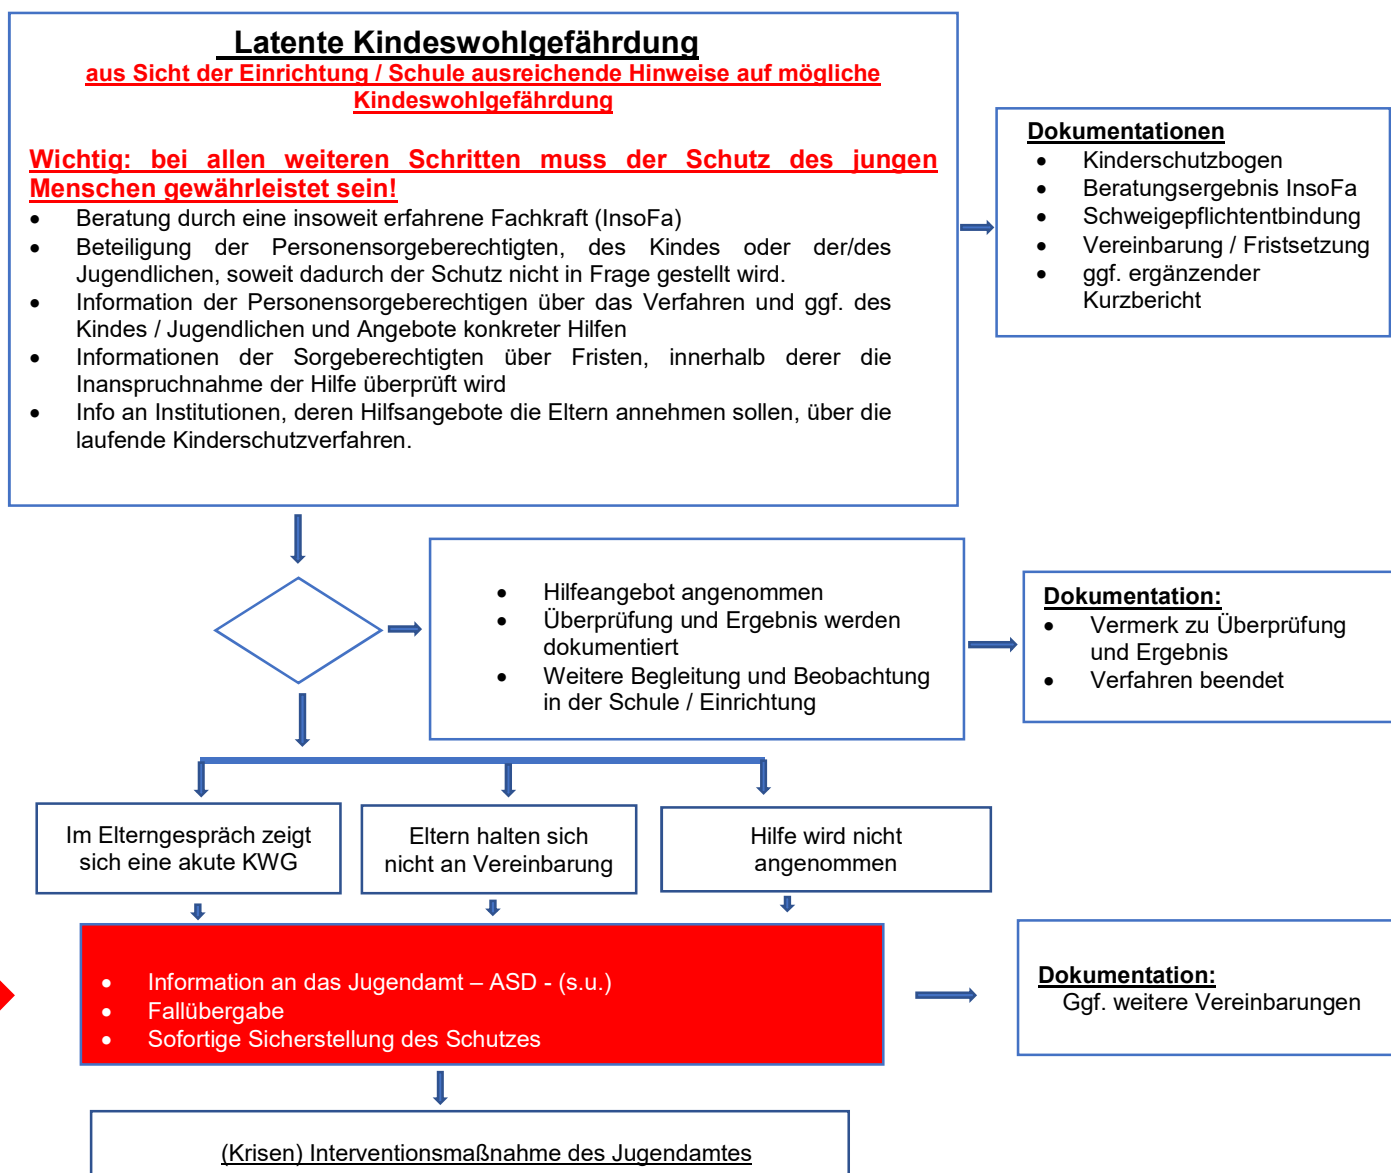 Latente Kindeswohlgefährdung
aus Sicht der Einrichtung / Schule ausreichende Hinweise auf mögliche
Kindeswohlgefährdung
Wichtig: bei allen weiteren Schritten muss der Schutz des jungen
Menschen gewährleistet sein!
• Beratung durch eine insoweit erfahrene Fachkraft (InsoFa)
• Beteiligung der Personensorgeberechtigten, des Kindes oder der/des
Jugendlichen, soweit dadurch der Schutz nicht in Frage gestellt wird.
• Information der Personensorgeberechtigen über das Verfahren und ggf. des
Kindes / Jugendlichen und Angebote konkreter Hilfen
• Informationen der Sorgeberechtigten über Fristen, innerhalb derer die
Inanspruchnahme der Hilfe überprüft wird
• Info an Institutionen, deren Hilfsangebote die Eltern annehmen sollen, über die
laufende Kinderschutzverfahren.
Dokumentationen
• Kinderschutzbogen
• Beratungsergebnis InsoFa
• Schweigepflichtentbindung
• Vereinbarung / Fristsetzung
• ggf. ergänzender
Kurzbericht
• Hilfeangebot angenommen
• Überprüfung und Ergebnis werden
dokumentiert
• Weitere Begleitung und Beobachtung
in der Schule / Einrichtung
Dokumentation:
• Vermerk zu Überprüfung
und Ergebnis
• Verfahren beendet
Im Elterngespräch zeigt
sich eine akute KWG
Eltern halten sich
nicht an Vereinbarung
Hilfe wird nicht
angenommen
• Information an das Jugendamt – ASD - (s.u.)
• Fallübergabe
• Sofortige Sicherstellung des Schutzes
Dokumentation:
Ggf. weitere Vereinbarungen
(Krisen) Interventionsmaßnahme des Jugendamtes